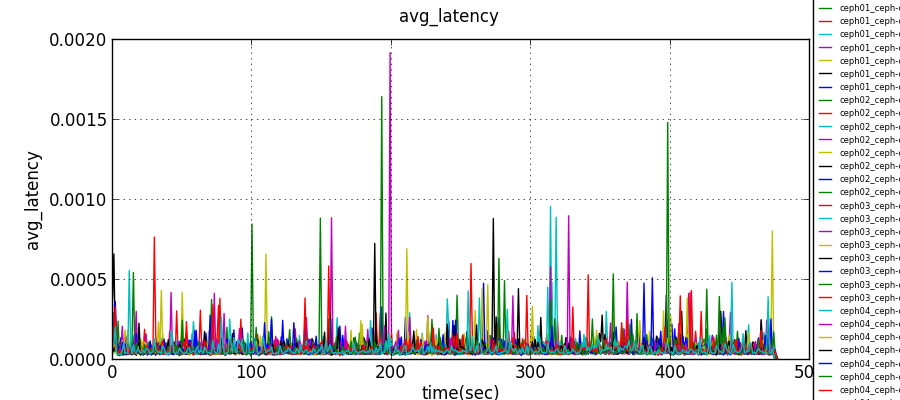 avg_latency
0.0020
0.0015
0.0010
0.0005
0.0000
avg_latency
0
100
200
300
400
50
time(sec)
ceph01_ceph-
ceph01_ceph-
ceph01_ceph-
ceph01_ceph-
ceph01_ceph-
ceph01_ceph-
ceph01_ceph-
ceph02_ceph-
ceph02_ceph-
ceph02_ceph-
ceph02_ceph-
ceph02_ceph-
ceph02_ceph-
ceph02_ceph-
ceph02_ceph-
ceph03_ceph-
ceph03_ceph-
ceph03_ceph-
ceph03_ceph-
ceph03_ceph-
ceph03_ceph-
ceph03_ceph-
ceph03_ceph-
ceph04_ceph-
ceph04_ceph-
ceph04_ceph-
ceph04_ceph-
ceph04_ceph-
ceph04_ceph-
ceph04_ceph-